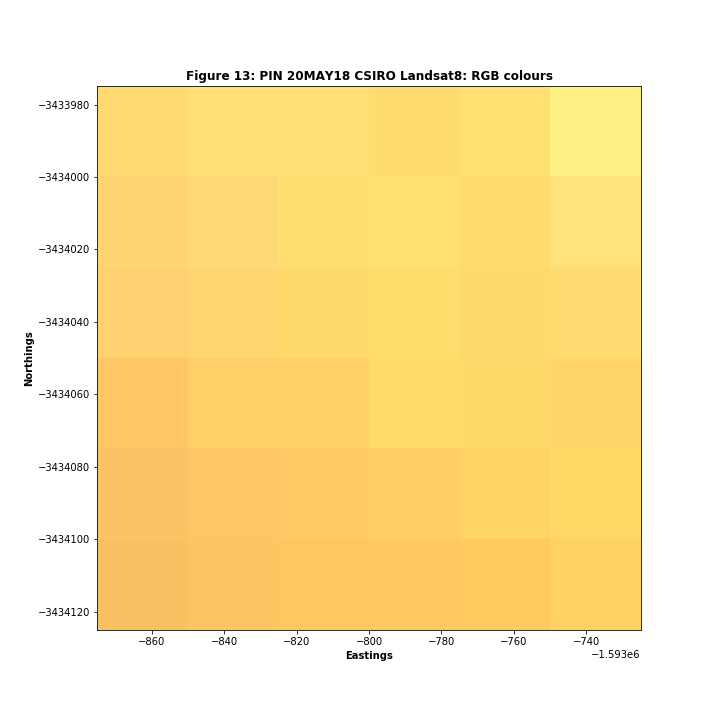 Figure 13: PIN 20MAY18 CSIRO Landsat8: RGB colours
−3433980
−3434000
−3434020
−3434040
−3434060
−3434080
−3434100
−3434120
Northings
−860 −840 −820 −800 −780 −760 −740
Eastings
−1.593e6